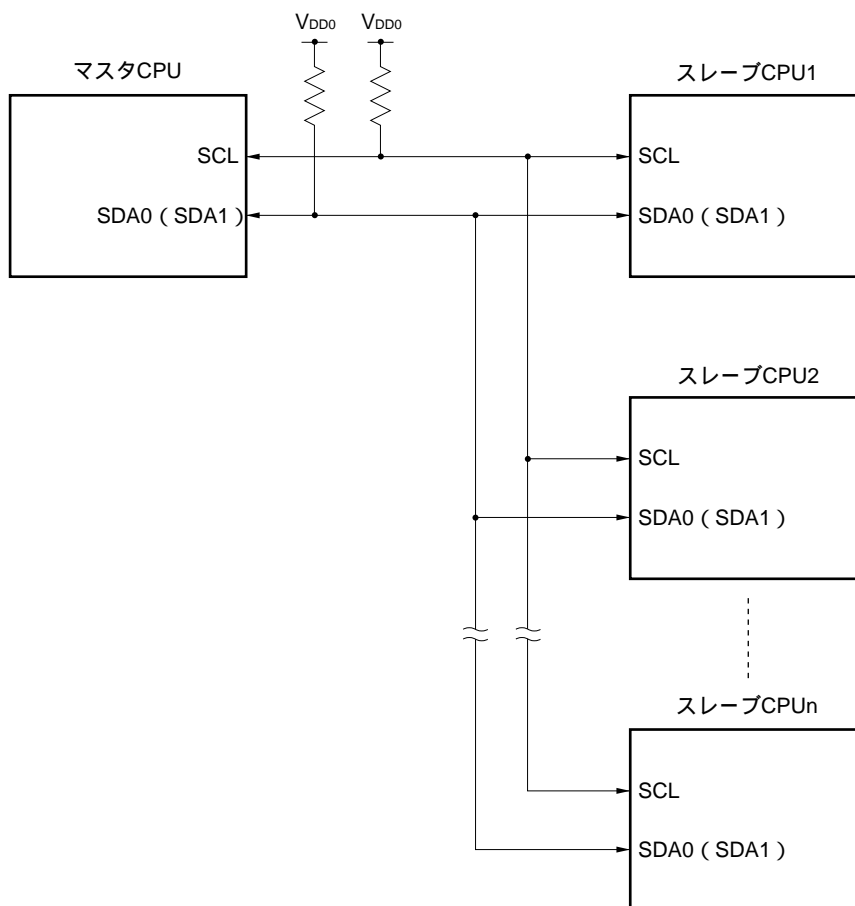 VDD0 VDD0
マスタCPU
スレーブCPU1
SCL
SCL
SDA0（SDA1）
SDA0（SDA1）
スレーブCPU2
SCL
SDA0（SDA1）
スレーブCPUn
SCL
SDA0（SDA1）